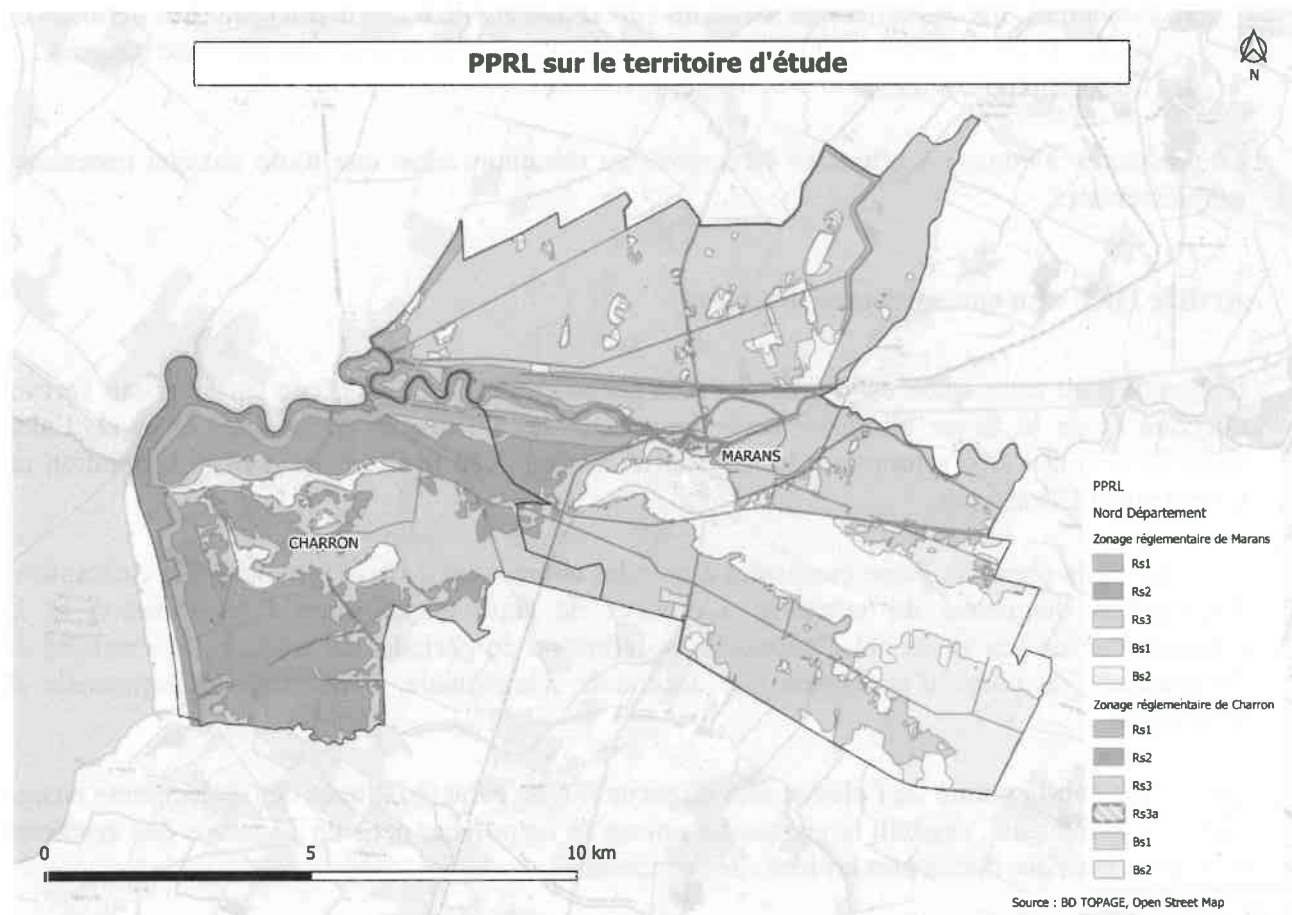 PPRL sur le territoire d'étude
N
MARANS
CHARRON
PPRL
Nord Département
Zonage réglementaire de Marans
Rs1
Rs2
Rs3
Bs1
Bs2
Zonage réglementaire de Charron
Rs1
Rs2
Rs3
Rs3a
Bs1
Bs2
0 5 10 km
Source : BD TOPAGE, Open Street Map